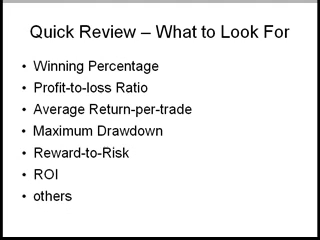 Quick Review – What to Look For
• Winning Percentage
• Profit-to-loss Ratio
• Average Return-per-trade
• Maximum Drawdown
• Reward-to-Risk
• ROI
• others